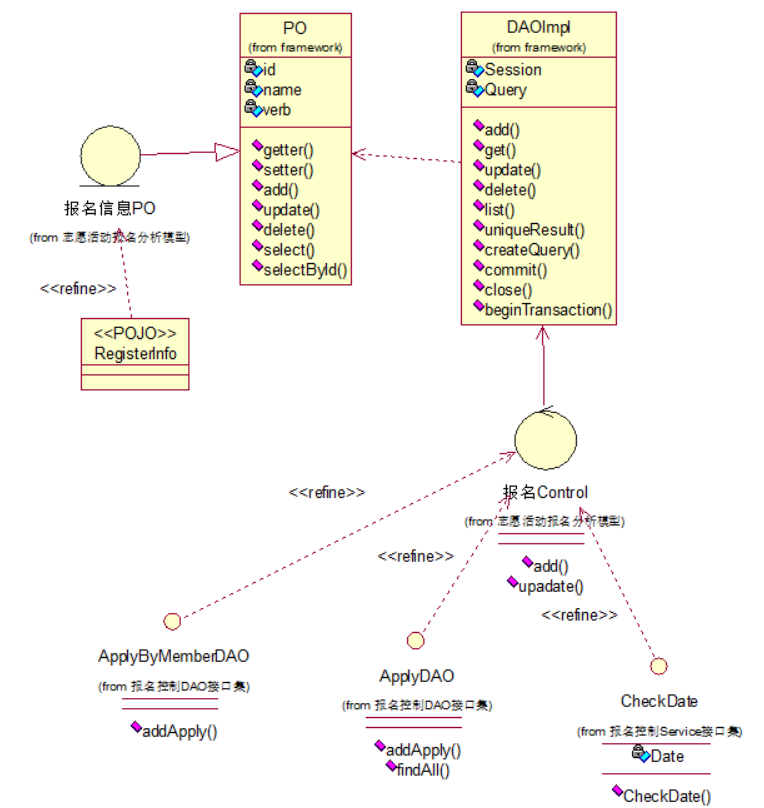 PO
(from framework)
id
name
verb
getter()
setter()
add()
update()
delete()
select()
selectById()
DAOImpl
(from framework)
Session
Query
add()
get()
update()
delete()
list()
uniqueResult()
createQuery()
commit()
close()
beginTransaction()
报名信息PO
(from 志愿活动报名分析模型)
<<refine>>
<<POJO>>
RegisterInfo
报名Control
(from 志愿活动报名分析模型)
add()
upadate()
<<refine>>
<<refine>>
<<refine>>
ApplyByMemberDAO
(from 报名控制DAO接口集)
addApply()
ApplyDAO
(from 报名控制DAO接口集)
addApply()
findAll()
CheckDate
(from 报名控制Service接口集)
Date
CheckDate()